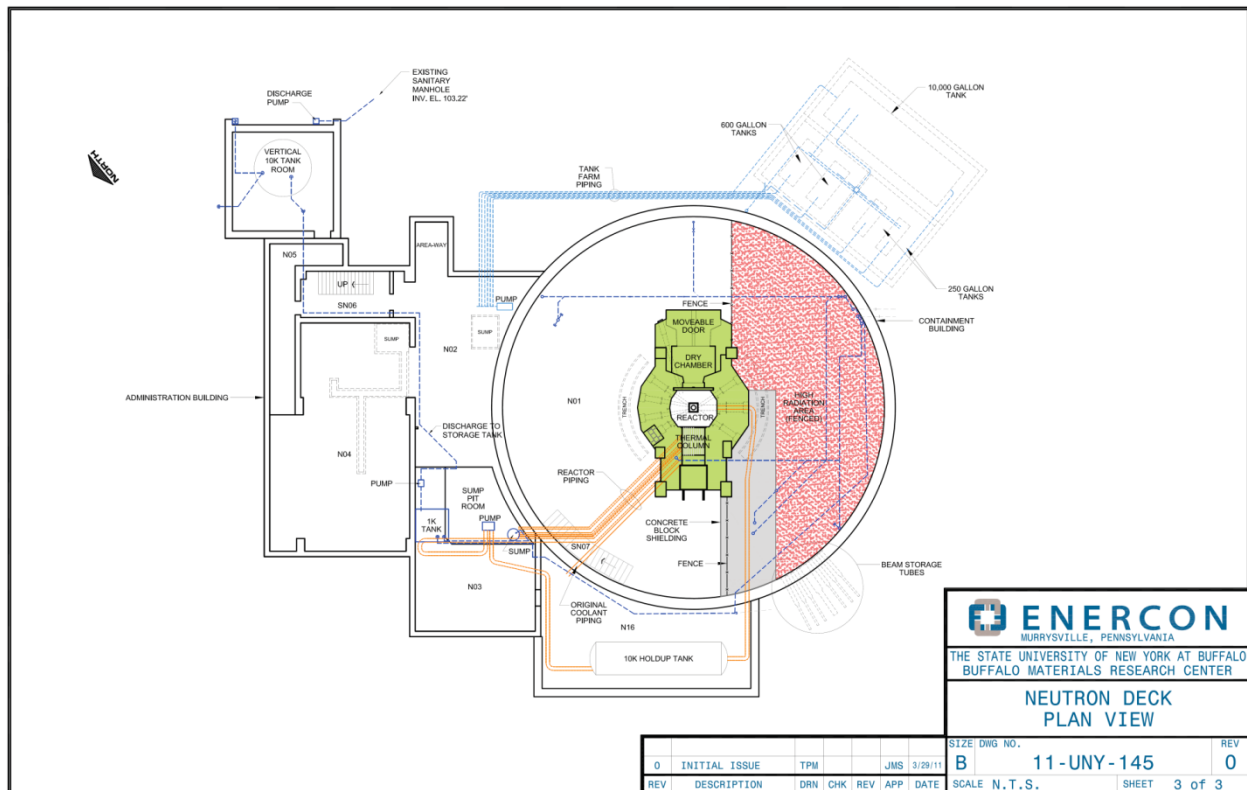 EXISTING
SANITARY
MANHOLE
INV. EL. 103.22'
DISCHARGE
PUMP
10,000 GALLON
TANK
600 GALLON
TANKS
VERTICAL
10K TANK
ROOM
NORTH
TANK
FARM
PIPING
AREA-WAY
N05
UP
SN06
PUMP
SUMP
FENCE
250 GALLON
TANKS
CONTAINMENT
BUILDING
MOVEABLE
DOOR
SUMP
N02
DRY
CHAMBER
ADMINISTRATION BUILDING
N01
TRENCH
REACTOR
TRENCH
HIGH
RADIATION
AREA
(FENCED)
DISCHARGE TO
STORAGE TANK
THERMAL
COLUMN
N04
REACTOR
PIPING
PUMP
SUMP
PIT
ROOM
1K
TANK
PUMP
CONCRETE
BLOCK
SHIELDING
SUMP
SN07
FENCE
BEAM STORAGE
TUBES
N03
ORIGINAL
COOLANT
PIPING
N16
10K HOLDUP TANK
ENERCON
MURRYSVILLE, PENNSYLVANIA
THE STATE UNIVERSITY OF NEW YORK AT BUFFALO
BUFFALO MATERIALS RESEARCH CENTER
NEUTRON DECK
PLAN VIEW
SIZE DWG NO. REV
B 11-UNY-145 0
SCALE N.T.S. SHEET 3 of 3
0 INITIAL ISSUE TPM JMS 3/29/11
REV DESCRIPTION DRN CHK REV APP DATE